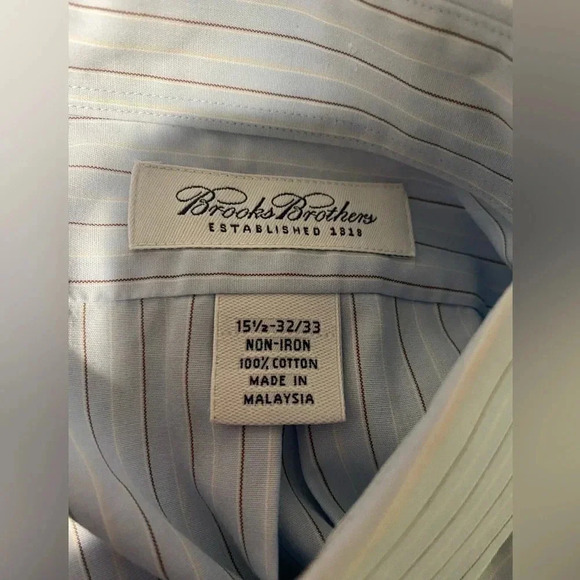 Brooks Brothers
ESTABLISHED 1818
15½-32/33
NON-IRON
100% COTTON
MADE IN
MALAYSIA